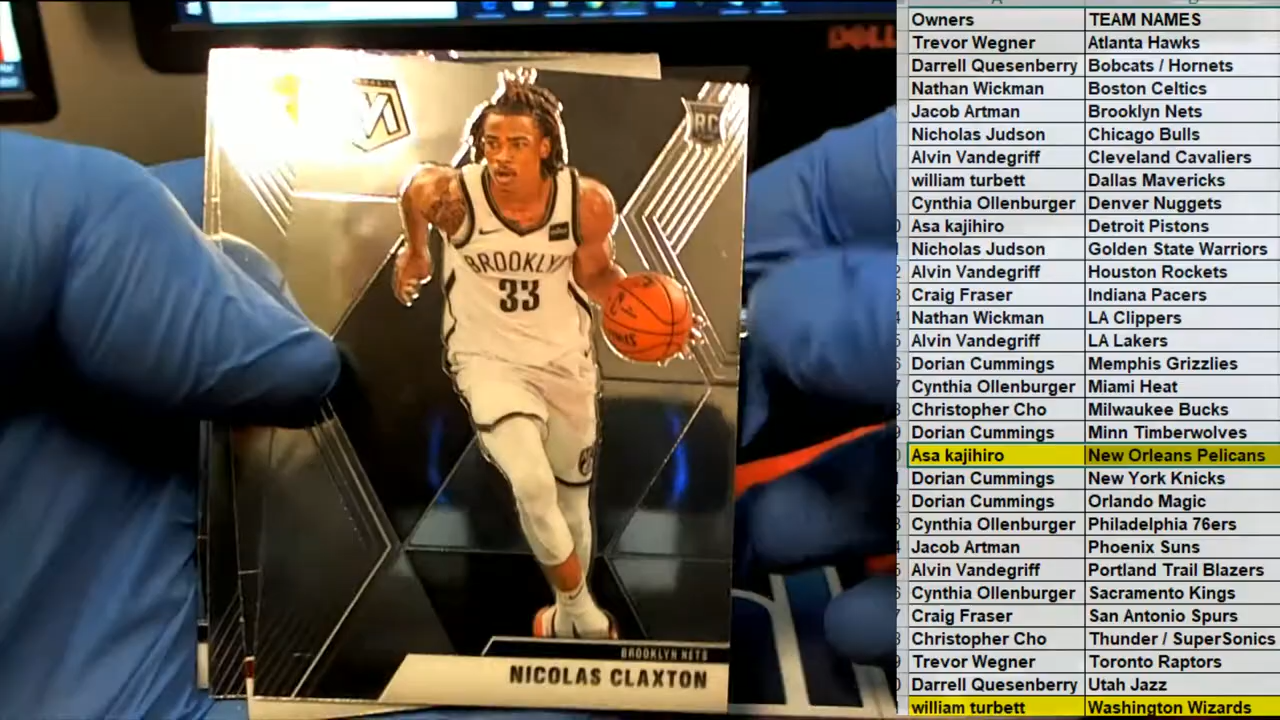 DELL
RC
BROOKLYN
33
BROOKLYN NETS
NICOLAS CLAXTON
Owners TEAM NAMES
Trevor Wegner Atlanta Hawks
Darrell Quesenberry Bobcats / Hornets
Nathan Wickman Boston Celtics
Jacob Artman Brooklyn Nets
Nicholas Judson Chicago Bulls
Alvin Vandegriff Cleveland Cavaliers
william turbett Dallas Mavericks
Cynthia Ollenburger Denver Nuggets
Asa kajihiro Detroit Pistons
Nicholas Judson Golden State Warriors
Alvin Vandegriff Houston Rockets
Craig Fraser Indiana Pacers
Nathan Wickman LA Clippers
Alvin Vandegriff LA Lakers
Dorian Cummings Memphis Grizzlies
Cynthia Ollenburger Miami Heat
Christopher Cho Milwaukee Bucks
Dorian Cummings Minn Timberwolves
Asa kajihiro New Orleans Pelicans
Dorian Cummings New York Knicks
Dorian Cummings Orlando Magic
Cynthia Ollenburger Philadelphia 76ers
Jacob Artman Phoenix Suns
Alvin Vandegriff Portland Trail Blazers
Cynthia Ollenburger Sacramento Kings
Craig Fraser San Antonio Spurs
Christopher Cho Thunder / SuperSonics
Trevor Wegner Toronto Raptors
Darrell Quesenberry Utah Jazz
william turbett Washington Wizards